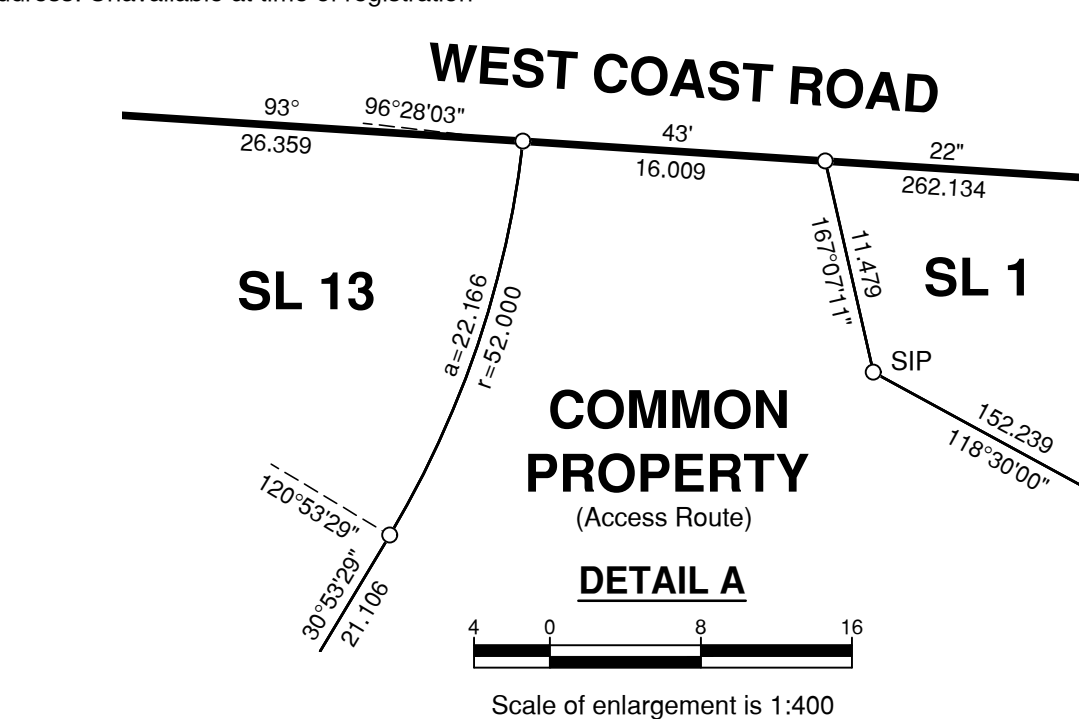 WEST COAST ROAD
93°
96°28'03"
43'
22"
26.359
16.009
262.134
SL 13
a=22.166
r=52.000
167°07'11"
11.479
SL 1
SIP
COMMON
PROPERTY
(Access Route)
152.239
118°30'00"
120°53'29"
30°53'29"
21.106
DETAIL A
4 0 8 16
Scale of enlargement is 1:400